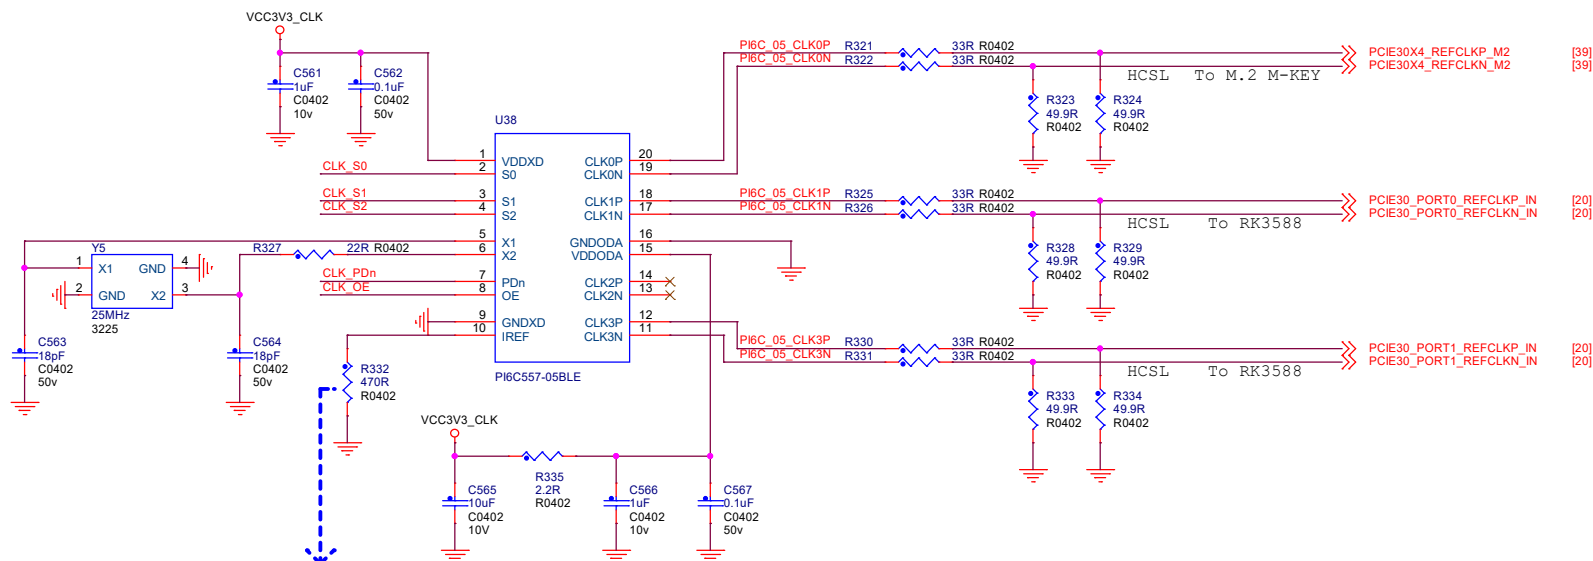 VCC3V3_CLK
C561
1uF
C0402
10v
C562
0.1uF
C0402
50v
U38
1 VDDXD CLK0P 20
2 S0 CLK0N 19
3 S1 CLK1P 18
4 S2 CLK1N 17
5 X1 GNDODA 16
6 X2 VDDODA 15
7 PDn CLK2P 14
8 OE CLK2N 13
9 GNDXD CLK3P 12
10 IREF CLK3N 11
PI6C557-05BLE
CLK_S0
CLK_S1
CLK_S2
CLK_PDn
CLK_OE
Y5
1 X1 GND 4
2 GND X2 3
25MHz
3225
R327 22R R0402
C563
18pF
C0402
50v
C564
18pF
C0402
50v
R332
470R
R0402
VCC3V3_CLK
C565
10uF
C0402
10V
R335
2.2R
R0402
C566
1uF
C0402
10v
C567
0.1uF
C0402
50v
PI6C_05_CLK0P R321 33R R0402 PCIE30X4_REFCLKP_M2 [39]
PI6C_05_CLK0N R322 33R R0402 PCIE30X4_REFCLKN_M2 [39]
HCSL To M.2 M-KEY
R323
49.9R
R0402
R324
49.9R
R0402
PI6C_05_CLK1P R325 33R R0402 PCIE30_PORT0_REFCLKP_IN [20]
PI6C_05_CLK1N R326 33R R0402 PCIE30_PORT0_REFCLKN_IN [20]
HCSL To RK3588
R328
49.9R
R0402
R329
49.9R
R0402
PI6C_05_CLK3P R330 33R R0402 PCIE30_PORT1_REFCLKP_IN [20]
PI6C_05_CLK3N R331 33R R0402 PCIE30_PORT1_REFCLKN_IN [20]
HCSL To RK3588
R333
49.9R
R0402
R334
49.9R
R0402